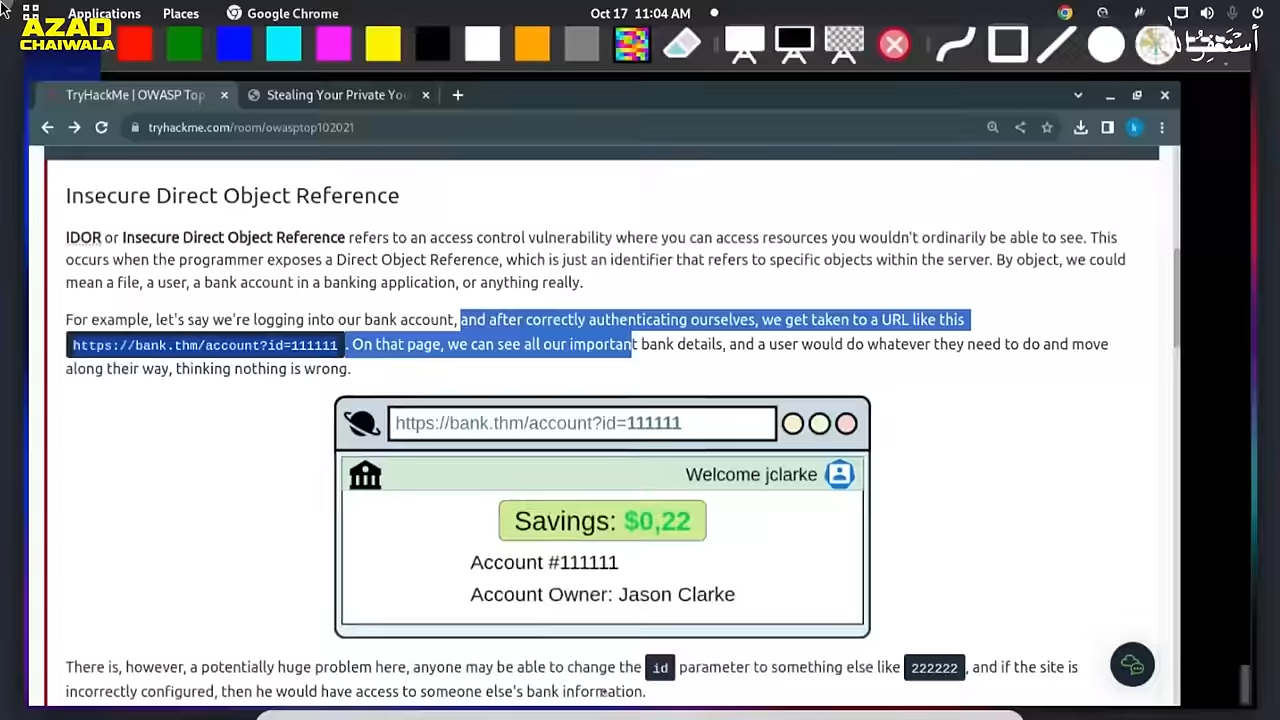 Applications Places Google Chrome Oct 17 11:04 AM
AZAD
CHAIWALA
أستغفر الله
TryHackMe | OWASP Top Stealing Your Private Yo
tryhackme.com/room/owasptop102021
Insecure Direct Object Reference
IDOR or Insecure Direct Object Reference refers to an access control vulnerability where you can access resources you wouldn't ordinarily be able to see. This
occurs when the programmer exposes a Direct Object Reference, which is just an identifier that refers to specific objects within the server. By object, we could
mean a file, a user, a bank account in a banking application, or anything really.
For example, let's say we're logging into our bank account, and after correctly authenticating ourselves, we get taken to a URL like this
https://bank.thm/account?id=111111 . On that page, we can see all our important bank details, and a user would do whatever they need to do and move
along their way, thinking nothing is wrong.
https://bank.thm/account?id=111111
Welcome jclarke
Savings: $0,22
Account #111111
Account Owner: Jason Clarke
There is, however, a potentially huge problem here, anyone may be able to change the id parameter to something else like 222222, and if the site is
incorrectly configured, then he would have access to someone else's bank information.